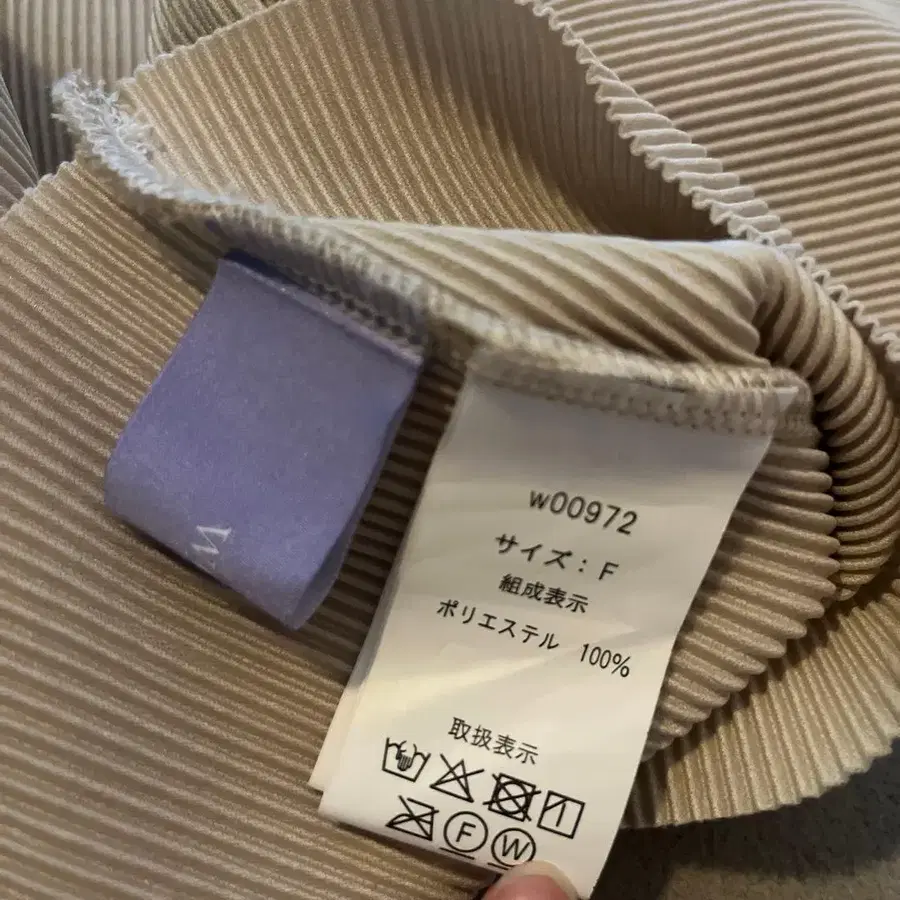 w00972
サイズ：F
組成表示
ポリエステル 100%
取扱表示
F W